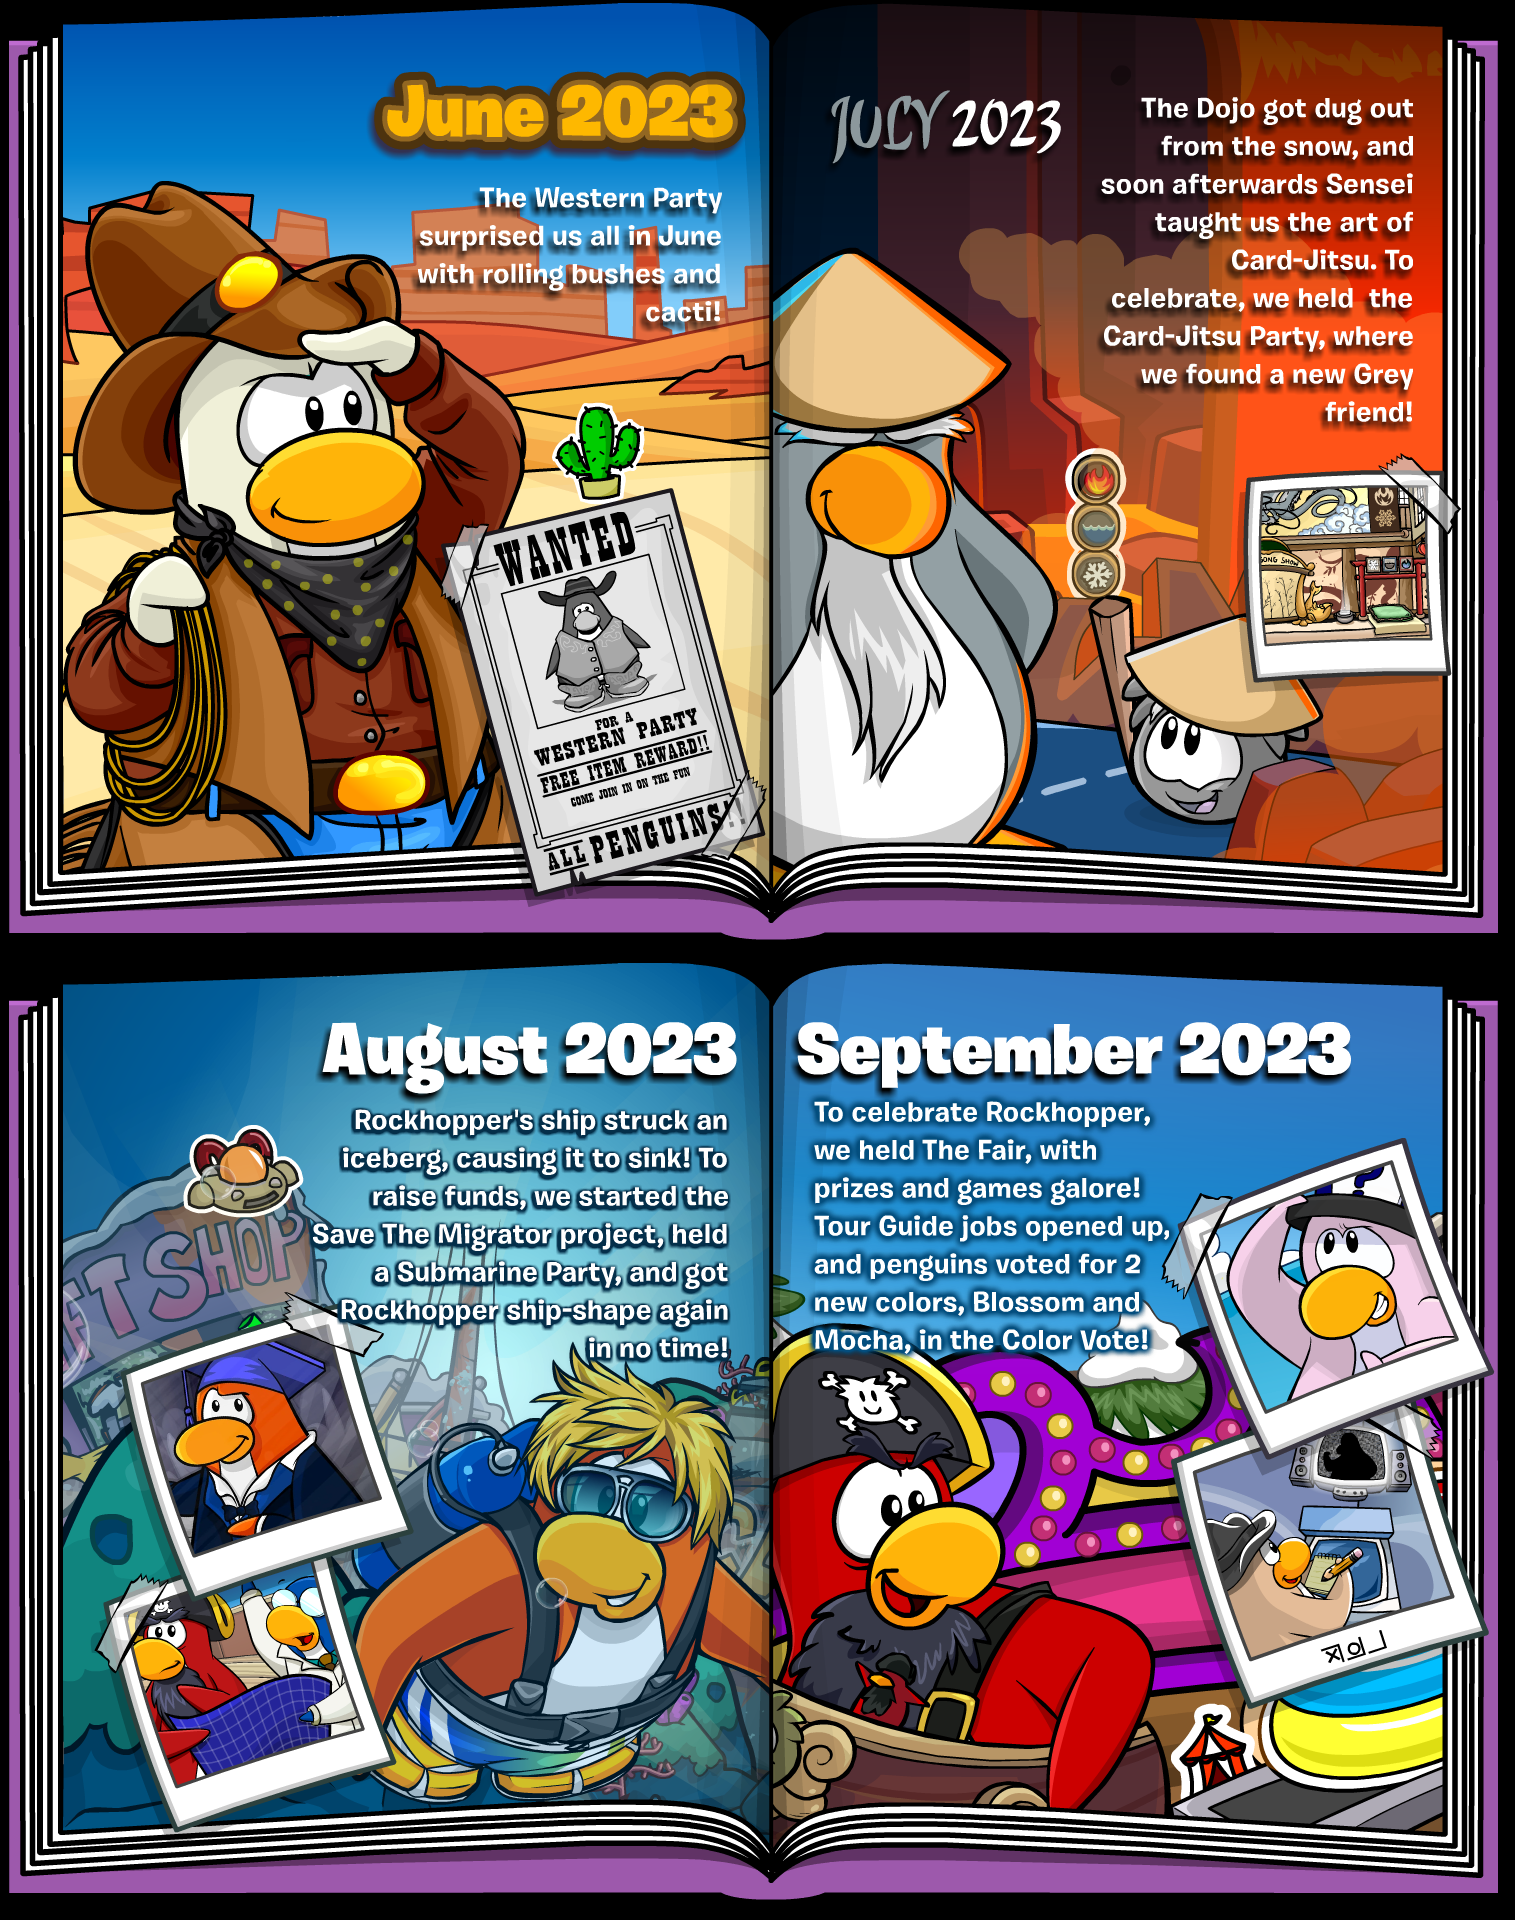 June 2023
The Western Party
surprised us all in June
with rolling bushes and
cacti!
WANTED
FOR A
WESTERN PARTY
FREE ITEM REWARD!!
COME JOIN IN ON THE FUN
ALL PENGUINS!!
JULY 2023
The Dojo got dug out
from the snow, and
soon afterwards Sensei
taught us the art of
Card-Jitsu. To
celebrate, we held the
Card-Jitsu Party, where
we found a new Grey
friend!
SONG SHOW
August 2023
Rockhopper's ship struck an
iceberg, causing it to sink! To
raise funds, we started the
Save The Migrator project, held
a Submarine Party, and got
Rockhopper ship-shape again
in no time!
FT SHOP
September 2023
To celebrate Rockhopper,
we held The Fair, with
prizes and games galore!
Tour Guide jobs opened up,
and penguins voted for 2
new colors, Blossom and
Mocha, in the Color Vote!
?